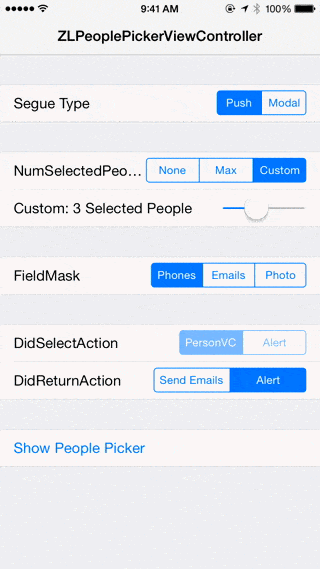 9:41 AM 100%
ZLPeoplePickerViewController
Segue Type Push Modal
NumSelectedPeo... None Max Custom
Custom: 3 Selected People
FieldMask Phones Emails Photo
DidSelectAction PersonVC Alert
DidReturnAction Send Emails Alert
Show People Picker